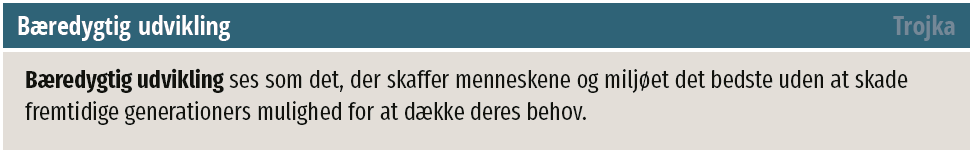 Bæredygtig udvikling Trojka
Bæredygtig udvikling ses som det, der skaffer menneskene og miljøet det bedste uden at skade
fremtidige generationers mulighed for at dække deres behov.